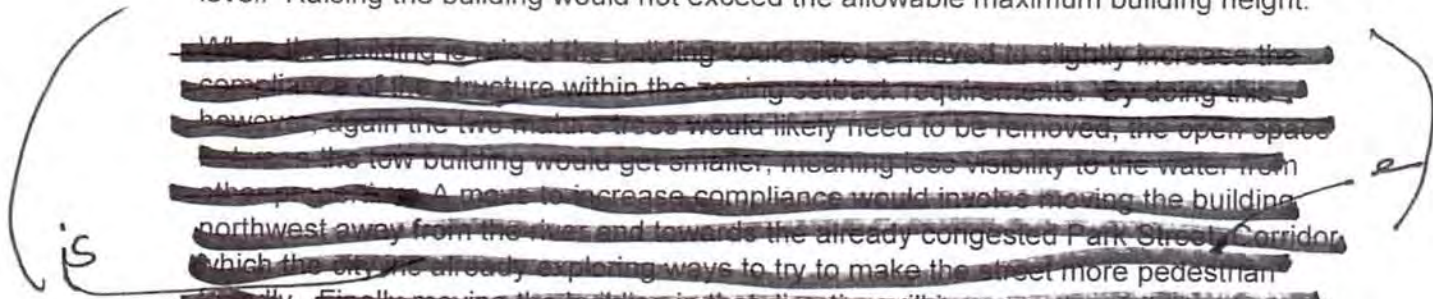 level. Raising the building would not exceed the allowable maximum building height.
When the building is raised the building could also be moved to slightly increase the
compliance of the structure within the zoning setback requirements. By doing this,
however, again the two mature trees would likely need to be removed, the open space
the tow building would get smaller, meaning less visibility to the water from
other properties. A move to increase compliance would involve moving the building
northwest away from the river and towards the already congested Park Street Corridor,
which the city is already exploring ways to try to make the street more pedestrian
Finally moving the building in that direction
is
e